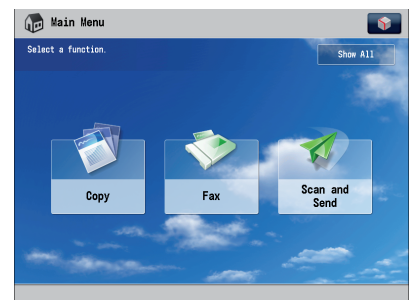 Main Menu
Select a function.
Show All
Copy
Fax
Scan and
Send